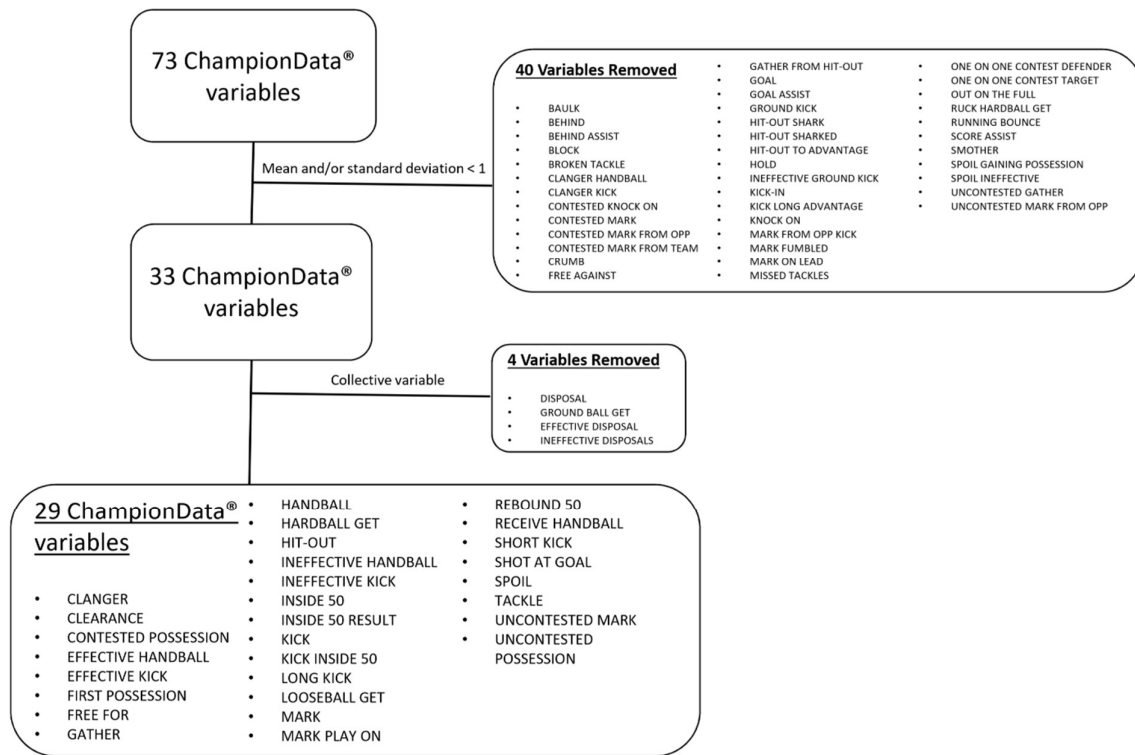 73 ChampionData®
variables
Mean and/or standard deviation < 1
40 Variables Removed
• BAULK
• BEHIND
• BEHIND ASSIST
• BLOCK
• BROKEN TACKLE
• CLANGER HANDBALL
• CLANGER KICK
• CONTESTED KNOCK ON
• CONTESTED MARK
• CONTESTED MARK FROM OPP
• CONTESTED MARK FROM TEAM
• CRUMB
• FREE AGAINST
• GATHER FROM HIT-OUT
• GOAL
• GOAL ASSIST
• GROUND KICK
• HIT-OUT SHARK
• HIT-OUT SHARKED
• HIT-OUT TO ADVANTAGE
• HOLD
• INEFFECTIVE GROUND KICK
• KICK-IN
• KICK LONG ADVANTAGE
• KNOCK ON
• MARK FROM OPP KICK
• MARK FUMBLED
• MARK ON LEAD
• MISSED TACKLES
• ONE ON ONE CONTEST DEFENDER
• ONE ON ONE CONTEST TARGET
• OUT ON THE FULL
• RUCK HARDBALL GET
• RUNNING BOUNCE
• SCORE ASSIST
• SMOTHER
• SPOIL GAINING POSSESSION
• SPOIL INEFFECTIVE
• UNCONTESTED GATHER
• UNCONTESTED MARK FROM OPP
33 ChampionData®
variables
Collective variable
4 Variables Removed
• DISPOSAL
• GROUND BALL GET
• EFFECTIVE DISPOSAL
• INEFFECTIVE DISPOSALS
29 ChampionData®
variables
• CLANGER
• CLEARANCE
• CONTESTED POSSESSION
• EFFECTIVE HANDBALL
• EFFECTIVE KICK
• FIRST POSSESSION
• FREE FOR
• GATHER
• HANDBALL
• HARDBALL GET
• HIT-OUT
• INEFFECTIVE HANDBALL
• INEFFECTIVE KICK
• INSIDE 50
• INSIDE 50 RESULT
• KICK
• KICK INSIDE 50
• LONG KICK
• LOOSEBALL GET
• MARK
• MARK PLAY ON
• REBOUND 50
• RECEIVE HANDBALL
• SHORT KICK
• SHOT AT GOAL
• SPOIL
• TACKLE
• UNCONTESTED MARK
• UNCONTESTED
POSSESSION